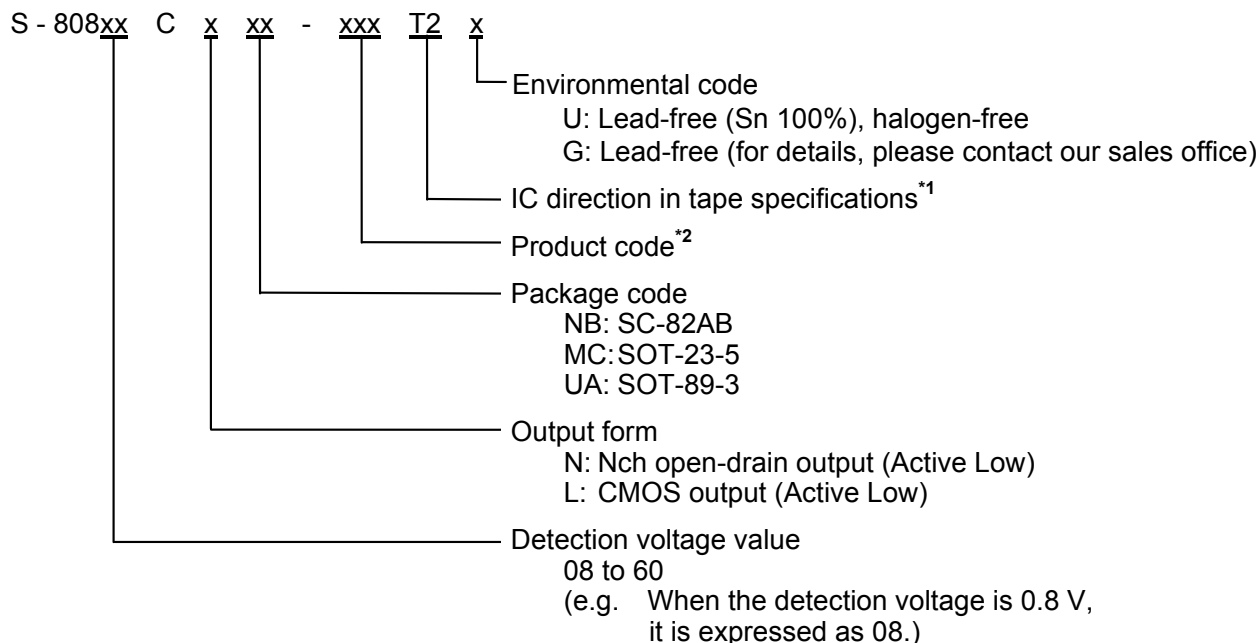 S - 808xx C x xx - xxx T2 x
Environmental code
U: Lead-free (Sn 100%), halogen-free
G: Lead-free (for details, please contact our sales office)
IC direction in tape specifications*1
Product code*2
Package code
NB: SC-82AB
MC: SOT-23-5
UA: SOT-89-3
Output form
N: Nch open-drain output (Active Low)
L: CMOS output (Active Low)
Detection voltage value
08 to 60
(e.g. When the detection voltage is 0.8 V,
it is expressed as 08.)